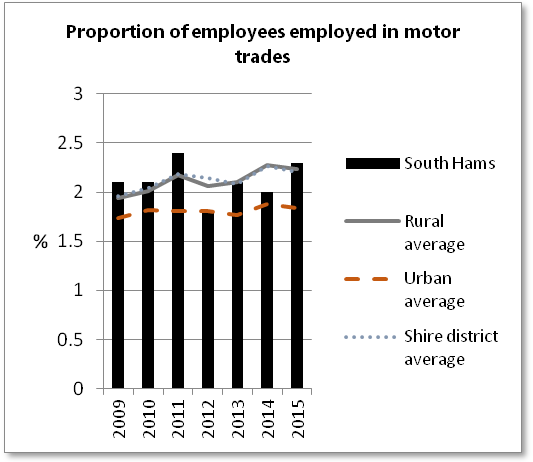 Proportion of employees employed in motor
trades
3
2.5
2
1.5
1
0.5
0
%
2009
2010
2011
2012
2013
2014
2015
South Hams
Rural
average
Urban
average
Shire district
average